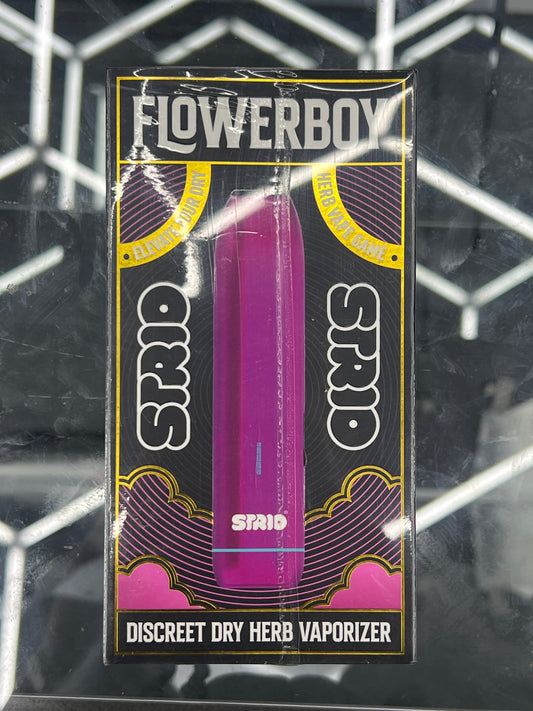 FLOWERBOY
ELEVATE YOUR DRY
HERB VAPE GAME
STRIO
STRIO
STRIO
DISCREET DRY HERB VAPORIZER